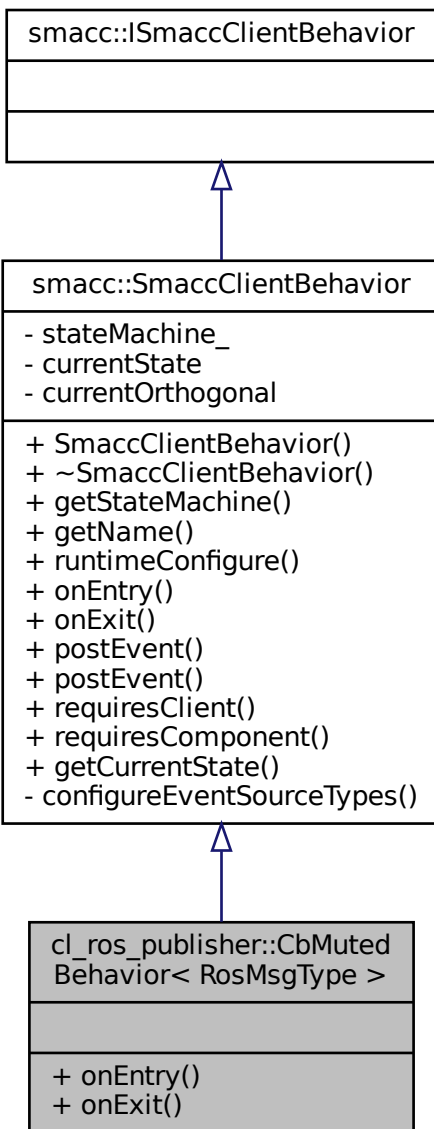 smacc::ISmaccClientBehavior
smacc::SmaccClientBehavior
- stateMachine_
- currentState
- currentOrthogonal
+ SmaccClientBehavior()
+ ~SmaccClientBehavior()
+ getStateMachine()
+ getName()
+ runtimeConfigure()
+ onEntry()
+ onExit()
+ postEvent()
+ postEvent()
+ requiresClient()
+ requiresComponent()
+ getCurrentState()
- configureEventSourceTypes()
cl_ros_publisher::CbMuted
Behavior< RosMsgType >
+ onEntry()
+ onExit()